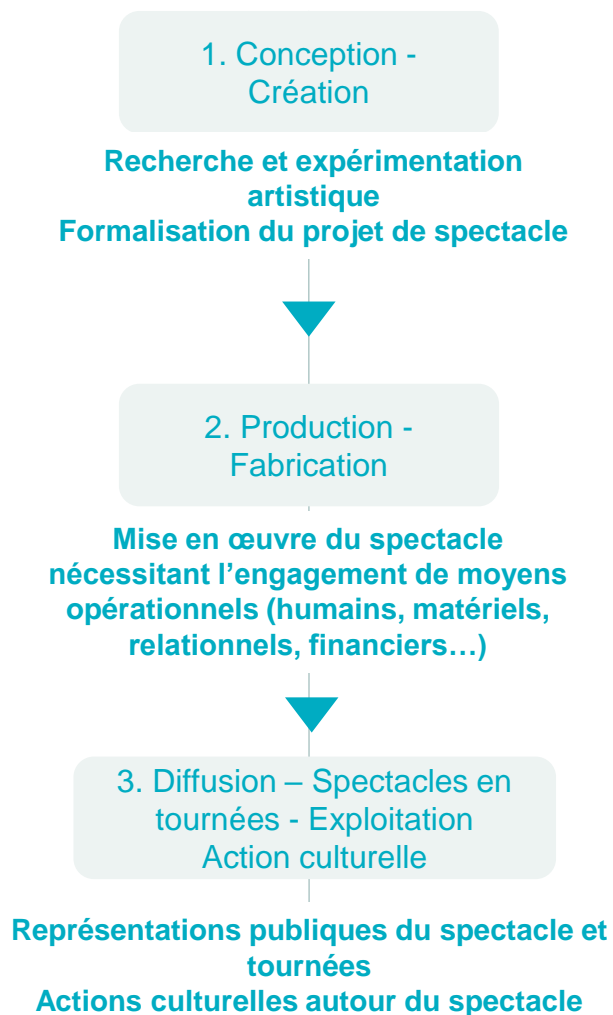 1. Conception -
Création
Recherche et expérimentation
artistique
Formalisation du projet de spectacle
2. Production -
Fabrication
Mise en œuvre du spectacle
nécessitant l’engagement de moyens
opérationnels (humains, matériels,
relationnels, financiers…)
3. Diffusion – Spectacles en
tournées - Exploitation
Action culturelle
Représentations publiques du spectacle et
tournées
Actions culturelles autour du spectacle